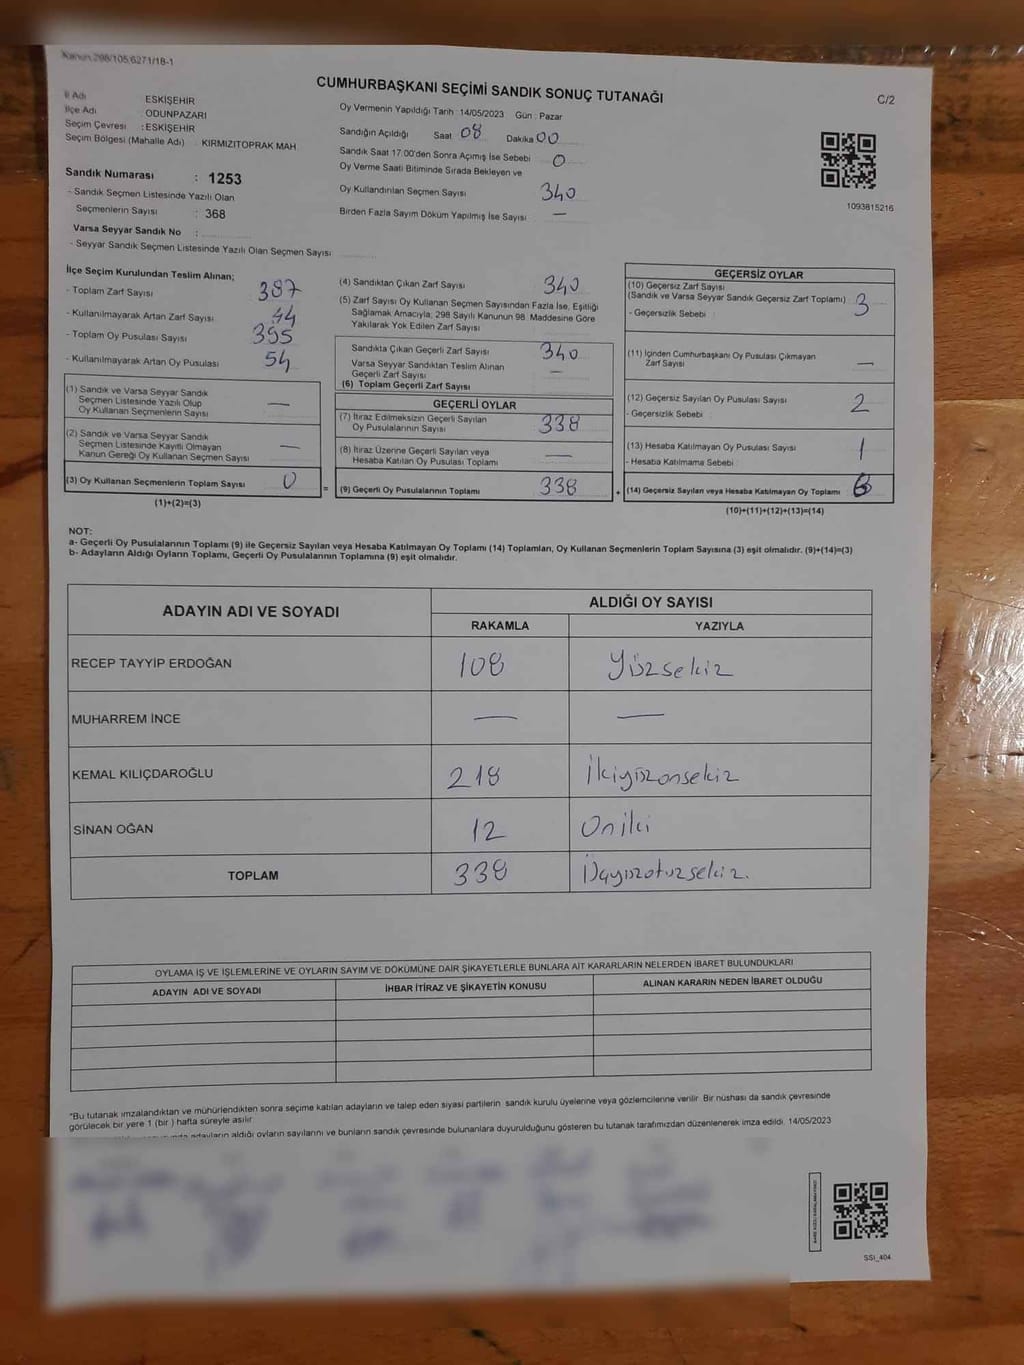 Kanun 298/105,6271/18-1
CUMHURBAŞKANI SEÇİMİ SANDIK SONUÇ TUTANAĞI
C/2
İl Adı : ESKİŞEHİR
İlçe Adı : ODUNPAZARI
Seçim Çevresi : ESKİŞEHİR
Seçim Bölgesi (Mahalle Adı) : KIRMIZITOPRAK MAH
Sandık Numarası : 1253
- Sandık Seçmen Listesinde Yazılı Olan
Seçmenlerin Sayısı : 368
Varsa Seyyar Sandık No :
- Seyyar Sandık Seçmen Listesinde Yazılı Olan Seçmen Sayısı
Oy Vermenin Yapıldığı Tarih : 14/05/2023 Gün : Pazar
Sandığın Açıldığı Saat 08 Dakika 00
Sandık Saat 17.00'den Sonra Açımış İse Sebebi 0
Oy Verme Saati Bitiminde Sırada Bekleyen ve
Oy Kullandırılan Seçmen Sayısı 340
Birden Fazla Sayım Döküm Yapılmış İse Sayısı —
1093815216
İlçe Seçim Kurulundan Teslim Alınan;
- Toplam Zarf Sayısı 387
- Kullanılmayarak Artan Zarf Sayısı 44
- Toplam Oy Pusulası Sayısı 395
- Kullanılmayarak Artan Oy Pusulası 54
(1) Sandık ve Varsa Seyyar Sandık
Seçmen Listesinde Yazılı Olup
Oy Kullanan Seçmenlerin Sayısı —
(2) Sandık ve Varsa Seyyar Sandık
Seçmen Listesinde Kayıtlı Olmayan
Kanun Gereği Oy Kullanan Seçmen Sayısı —
(3) Oy Kullanan Seçmenlerin Toplam Sayısı 0
(1)+(2)=(3)
(4) Sandıktan Çıkan Zarf Sayısı 340
(5) Zarf Sayısı Oy Kullanan Seçmen Sayısından Fazla İse, Eşitliği
Sağlamak Amacıyla, 298 Sayılı Kanunun 98. Maddesine Göre
Yakılarak Yok Edilen Zarf Sayısı
Sandıkta Çıkan Geçerli Zarf Sayısı 340
Varsa Seyyar Sandıktan Teslim Alınan
Geçerli Zarf Sayısı —
(6) Toplam Geçerli Zarf Sayısı
GEÇERLİ OYLAR
(7) İtiraz Edilmeksizin Geçerli Sayılan
Oy Pusulalarının Sayısı 338
(8) İtiraz Üzerine Geçerli Sayılan veya
Hesaba Katılan Oy Pusulası Toplamı —
= (9) Geçerli Oy Pusulalarının Toplamı 338
GEÇERSİZ OYLAR
(10) Geçersiz Zarf Sayısı
(Sandık ve Varsa Seyyar Sandık Geçersiz Zarf Toplamı) 3
- Geçersizlik Sebebi :
(11) İçinden Cumhurbaşkanı Oy Pusulası Çıkmayan
Zarf Sayısı —
(12) Geçersiz Sayılan Oy Pusulası Sayısı 2
- Geçersizlik Sebebi :
(13) Hesaba Katılmayan Oy Pusulası Sayısı 1
- Hesaba Katılmama Sebebi :
+ (14) Geçersiz Sayılan veya Hesaba Katılmayan Oy Toplamı
(10)+(11)+(12)+(13)=(14)
NOT:
a- Geçerli Oy Pusulalarının Toplamı (9) ile Geçersiz Sayılan veya Hesaba Katılmayan Oy Toplamı (14) Toplamları, Oy Kullanan Seçmenlerin Toplam Sayısına (3) eşit olmalıdır. (9)+(14)=(3)
b- Adayların Aldığı Oyların Toplamı, Geçerli Oy Pusulalarının Toplamına (9) eşit olmalıdır.
ADAYIN ADI VE SOYADI ALDIĞI OY SAYISI
RAKAMLA YAZIYLA
RECEP TAYYİP ERDOĞAN 108 Yüzsekiz
MUHARREM İNCE — —
KEMAL KILIÇDAROĞLU 218 İkiyüzonsekiz
SİNAN OĞAN 12 Oniki
TOPLAM 338 Üçyüzotuzsekiz.
OYLAMA İŞ VE İŞLEMLERİNE VE OYLARIN SAYIM VE DÖKÜMÜNE DAİR ŞİKAYETLERLE BUNLARA AİT KARARLARIN NELERDEN İBARET BULUNDUKLARI
ADAYIN ADI VE SOYADI İHBAR İTİRAZ VE ŞİKAYETİN KONUSU ALINAN KARARIN NEDEN İBARET OLDUĞU
"Bu tutanak imzalandıktan ve mühürlendikten sonra seçime katılan adayların ve talep eden siyasi partilerin sandık kurulu üyelerine veya gözlemcilerine verilir. Bir nüshası da sandık çevresinde
görülecek bir yere 1 (bir) hafta süreyle asılır.
adayların aldığı oyların sayılarını ve bunların sandık çevresinde bulunanlara duyurulduğunu gösteren bu tutanak tarafımızdan düzenlenerek imza edildi. 14/05/2023
SSI_404